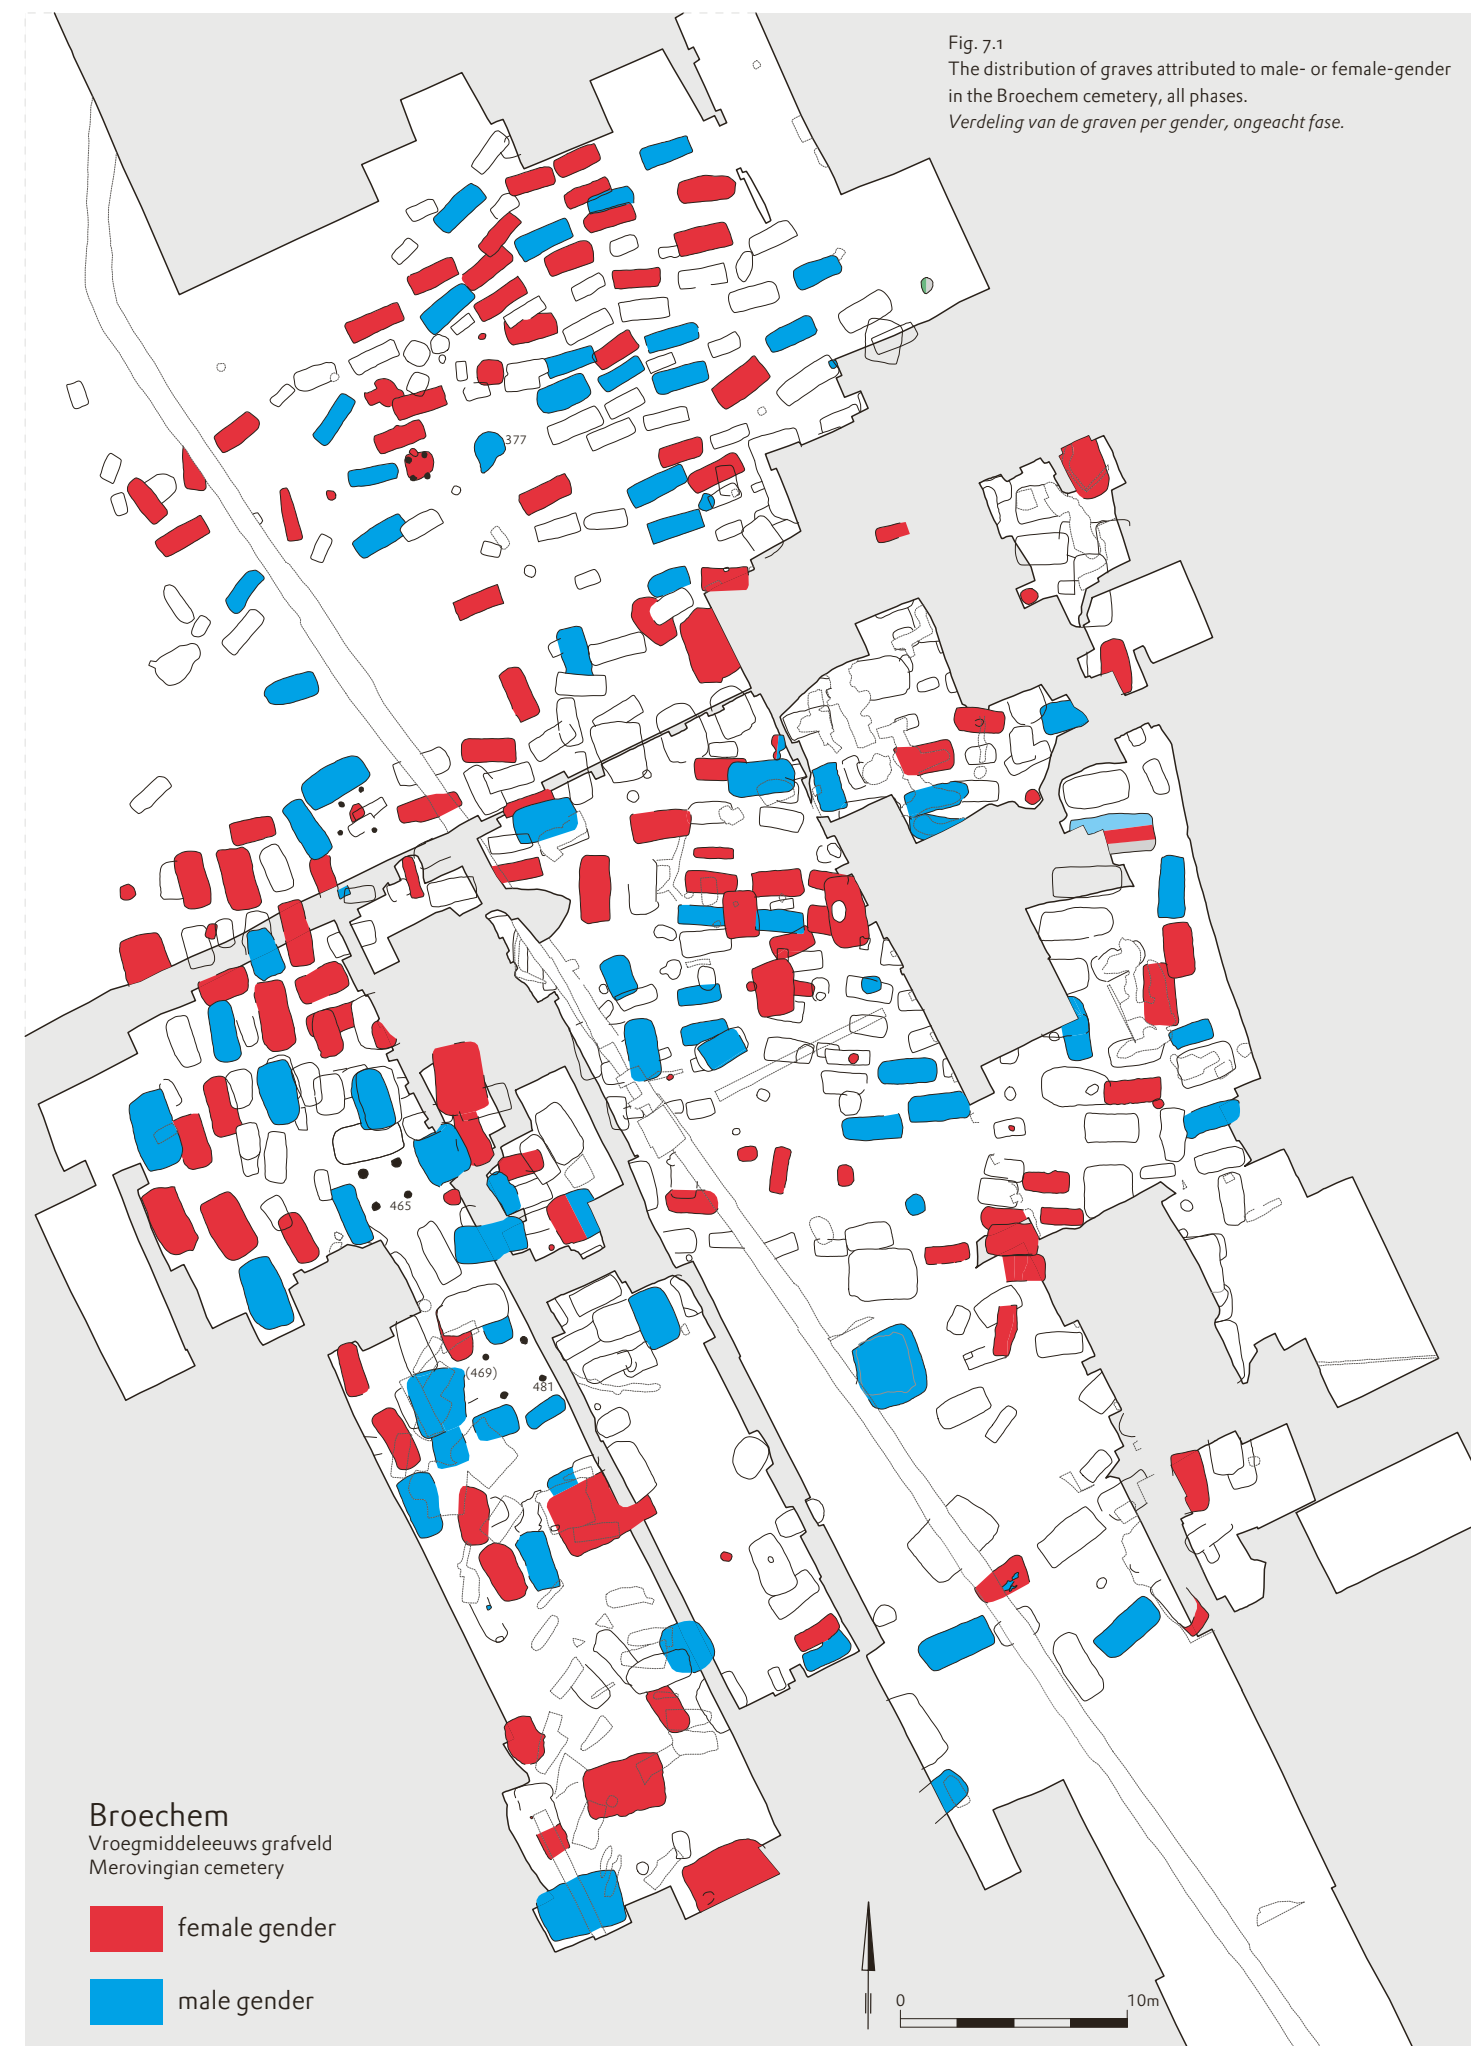 Fig. 7.1
The distribution of graves attributed to male- or female-gender
in the Broechem cemetery, all phases.
Verdeling van de graven per gender, ongeacht fase.
377
465
(469)
481
Broechem
Vroegmiddeleeuws grafveld
Merovingian cemetery
female gender
male gender
0 10m